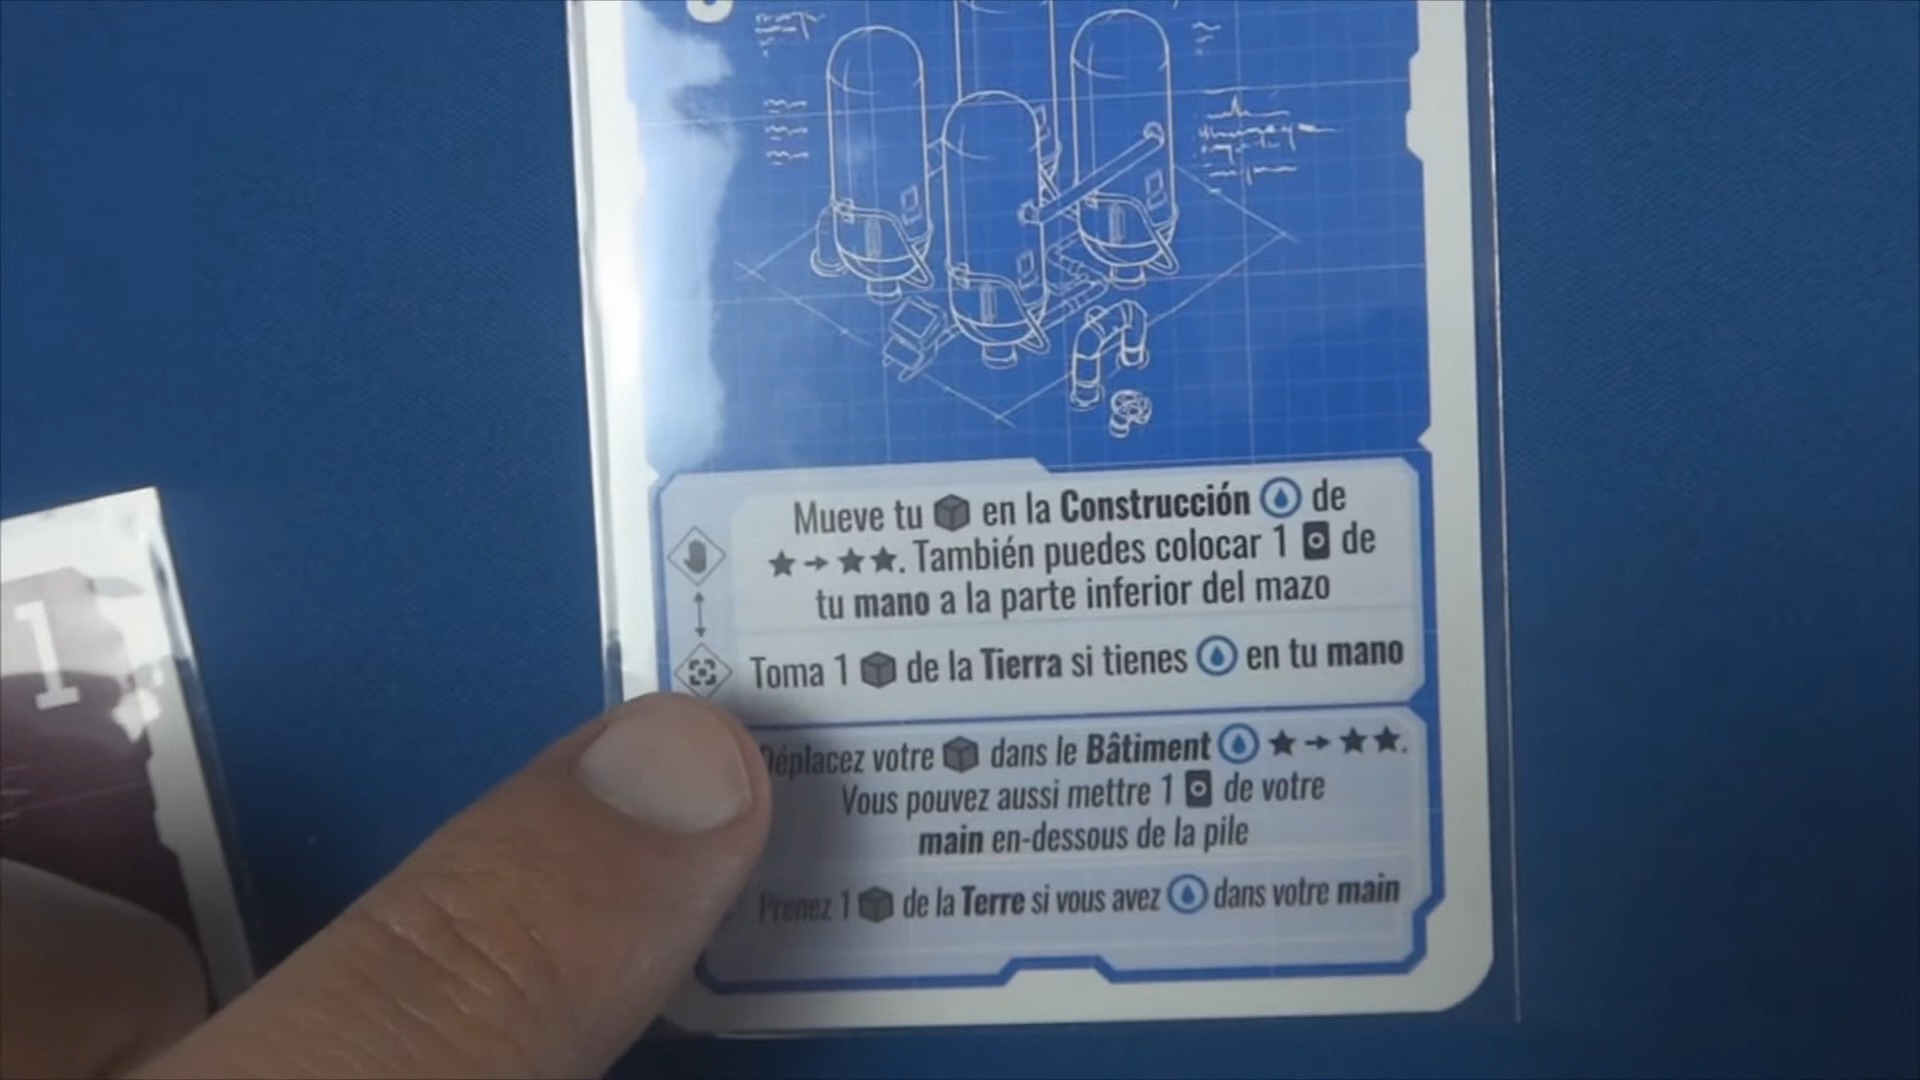 1
Mueve tu en la Construcción de
★→★★. También puedes colocar 1 de
tu mano a la parte inferior del mazo
Toma 1 de la Tierra si tienes en tu mano
Déplacez votre dans le Bâtiment ★→★★.
Vous pouvez aussi mettre 1 de votre
main en-dessous de la pile
Prenez 1 de la Terre si vous avez dans votre main